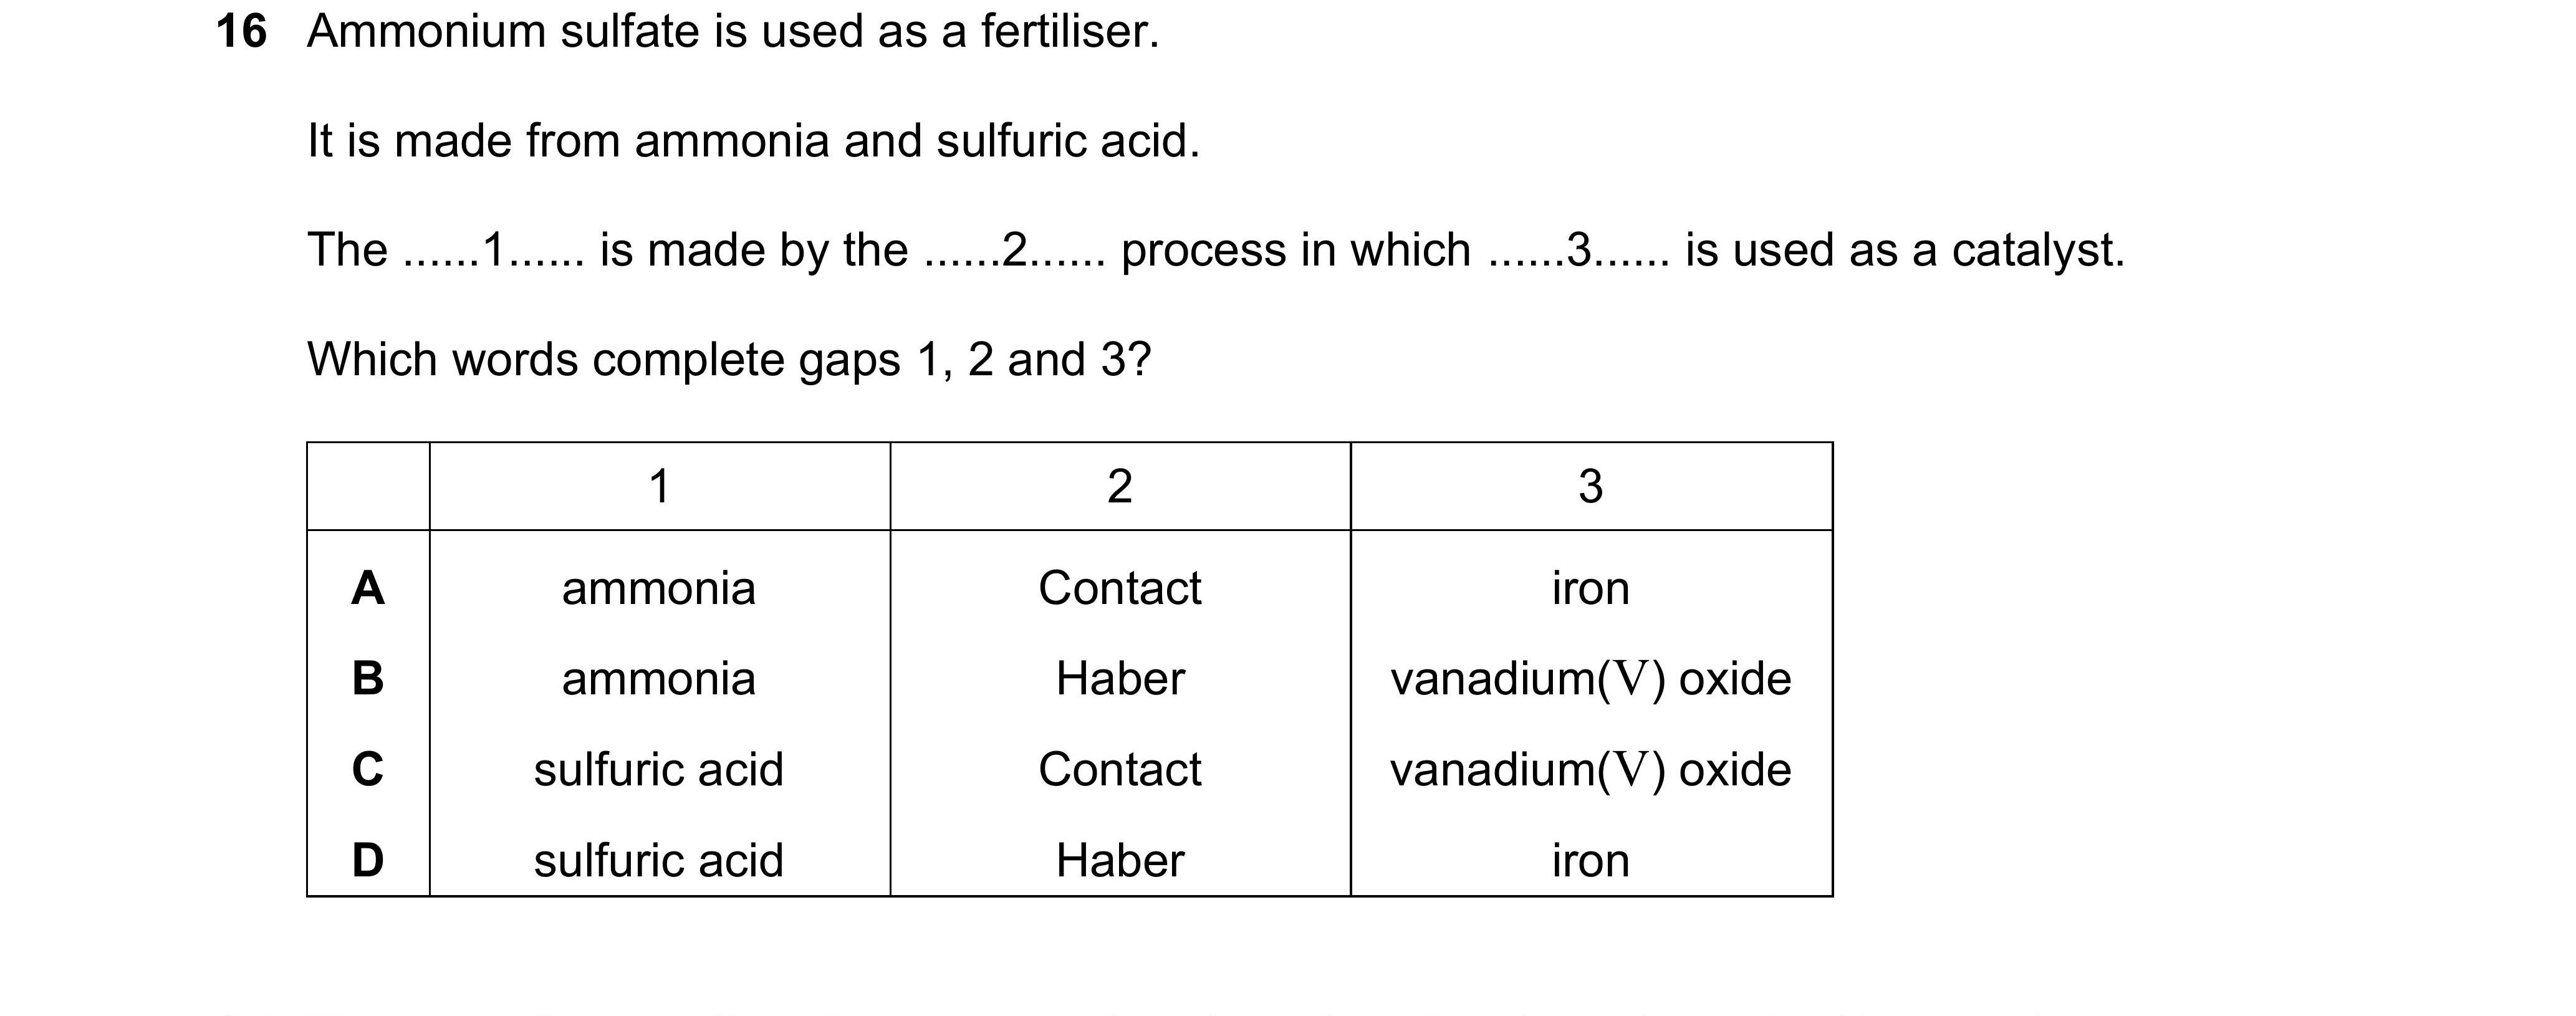 16 Ammonium sulfate is used as a fertiliser.
It is made from ammonia and sulfuric acid.
The ......1...... is made by the ......2...... process in which ......3...... is used as a catalyst.
Which words complete gaps 1, 2 and 3?
1 2 3
A ammonia Contact iron
B ammonia Haber vanadium(V) oxide
C sulfuric acid Contact vanadium(V) oxide
D sulfuric acid Haber iron